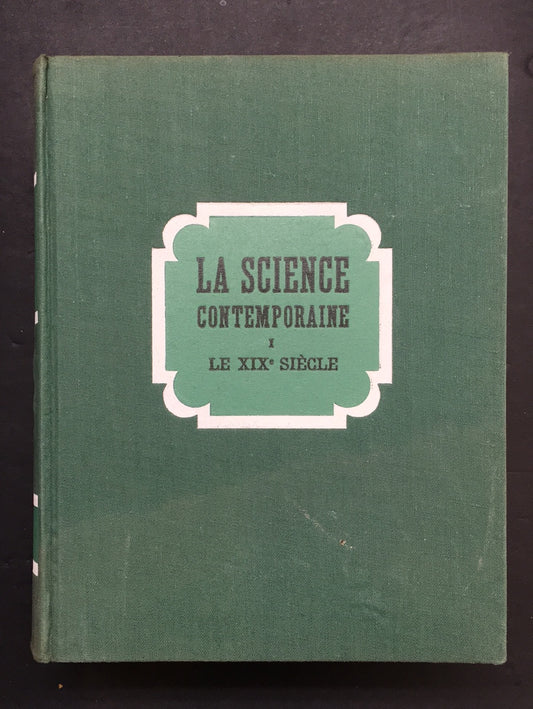 LA SCIENCE
CONTEMPORAINE
I
LE XIXe SIÈCLE